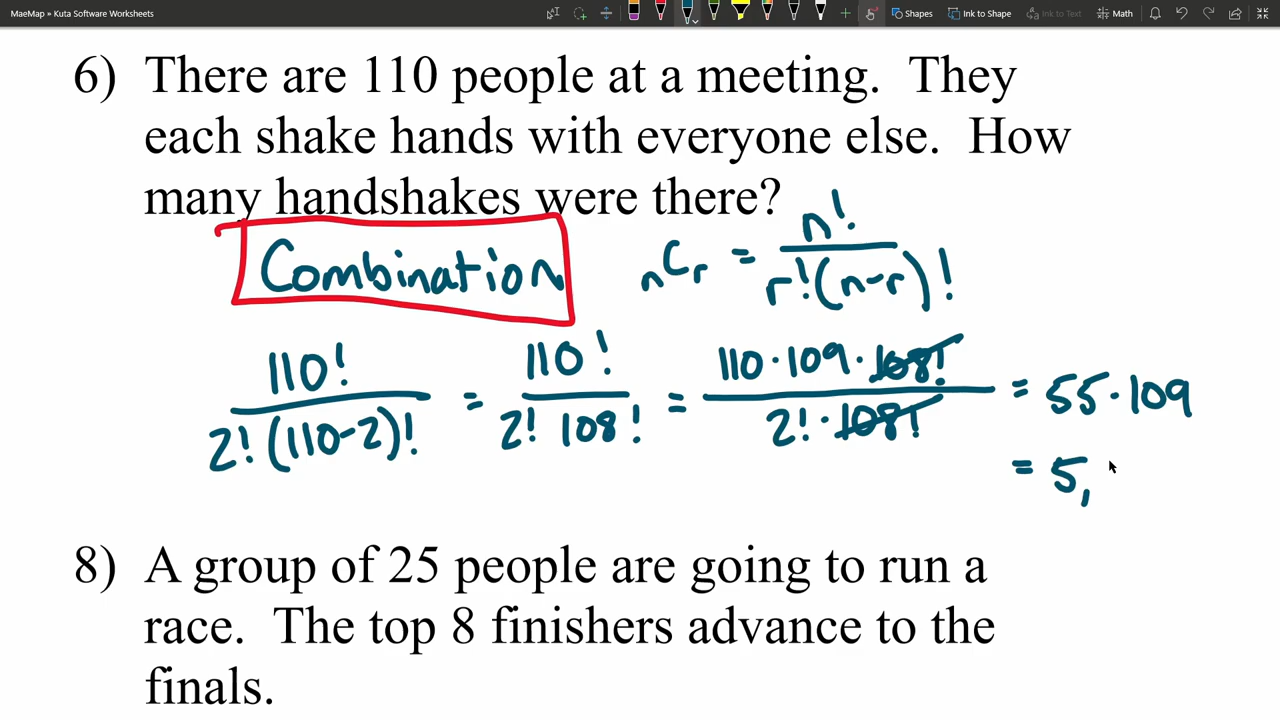 MaeMap » Kuta Software Worksheets
Shapes Ink to Shape Ink to Text Math
6) There are 110 people at a meeting. They
each shake hands with everyone else. How
many handshakes were there?
Combination nCr = n! / r!(n-r)!
110! / 2!(110-2)! = 110! / 2! 108! = 110·109·108! / 2!·108! = 55·109
= 5,
8) A group of 25 people are going to run a
race. The top 8 finishers advance to the
finals.